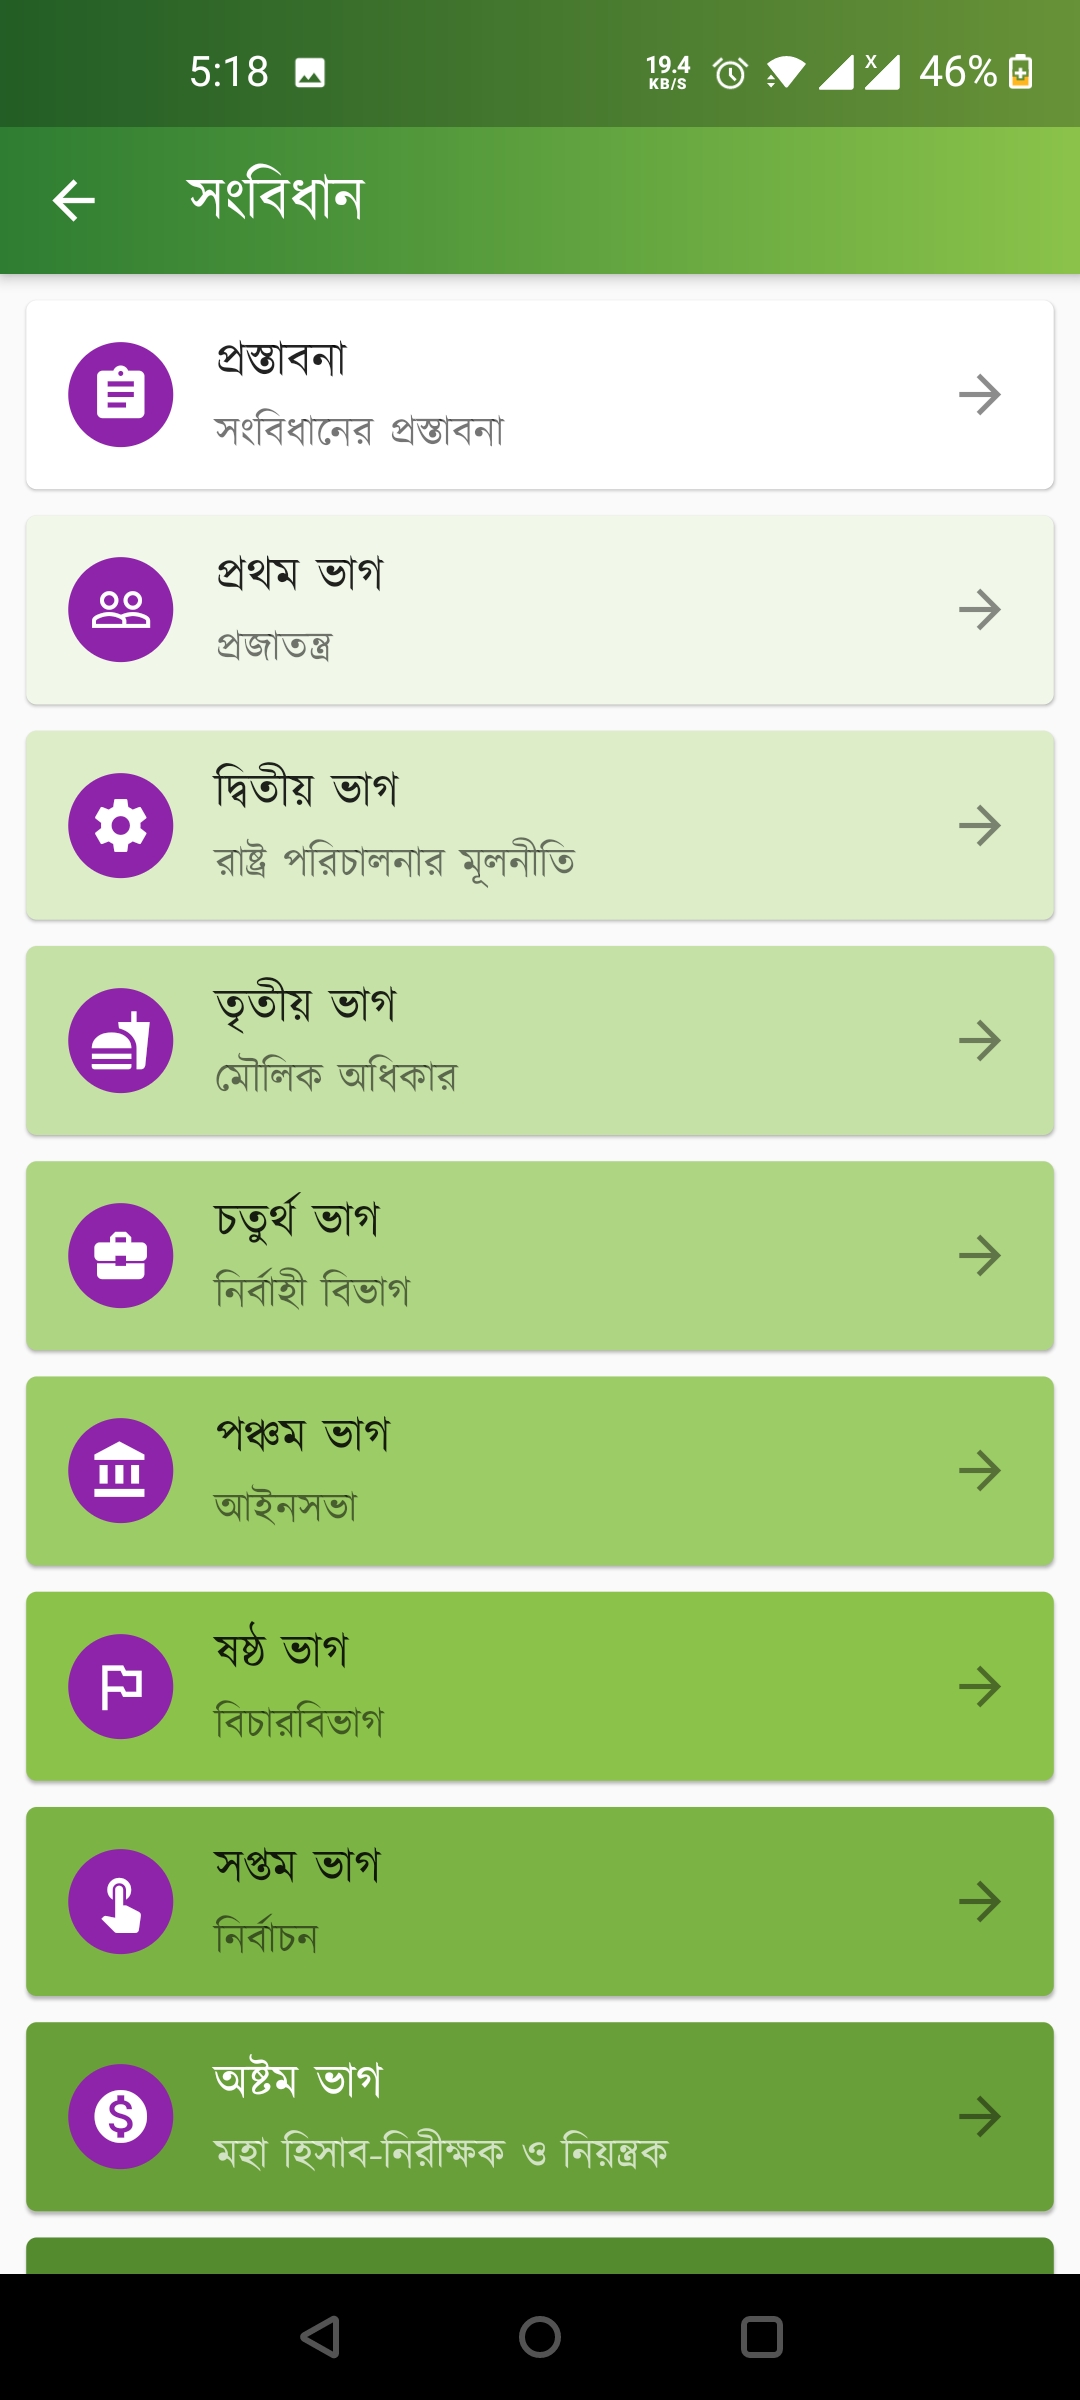 5:18 19.4 KB/S X 46%
সংবিধান
প্রস্তাবনা
সংবিধানের প্রস্তাবনা
প্রথম ভাগ
প্রজাতন্ত্র
দ্বিতীয় ভাগ
রাষ্ট্র পরিচালনার মূলনীতি
তৃতীয় ভাগ
মৌলিক অধিকার
চতুর্থ ভাগ
নির্বাহী বিভাগ
পঞ্চম ভাগ
আইনসভা
ষষ্ঠ ভাগ
বিচারবিভাগ
সপ্তম ভাগ
নির্বাচন
অষ্টম ভাগ
মহা হিসাব-নিরীক্ষক ও নিয়ন্ত্রক